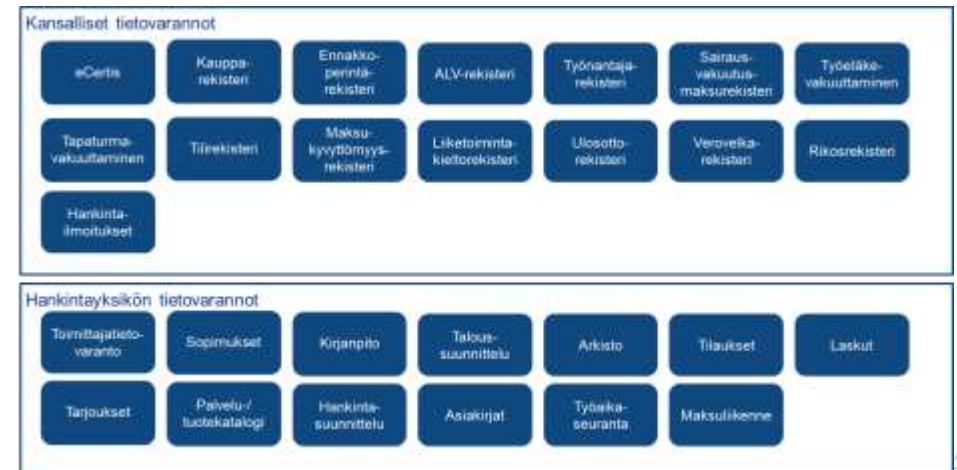 Kansalliset tietovarannot
eCertis
Kauppa-
rekisteri
Ennakko-
perintä-
rekisteri
ALV-rekisteri
Työnantaja-
rekisteri
Sairaus-
vakuutus-
maksurekisteri
Työeläke-
vakuuttaminen
Tapaturma-
vakuuttaminen
Tilirekisteri
Maksu-
kyvyttömyys-
rekisteri
Liiketoiminta-
kieltorekisteri
Ulosotto-
rekisteri
Verovelka-
rekisteri
Rikosrekisteri
Hankinta-
ilmoitukset
Hankintayksikön tietovarannot
Toimittajatieto-
varanto
Sopimukset
Kirjanpito
Talous-
suunnittelu
Arkisto
Tilaukset
Laskut
Tarjoukset
Palvelu-/
tuotekatalogi
Hankinta-
suunnittelu
Asiakirjat
Työaika-
seuranta
Maksuliikenne